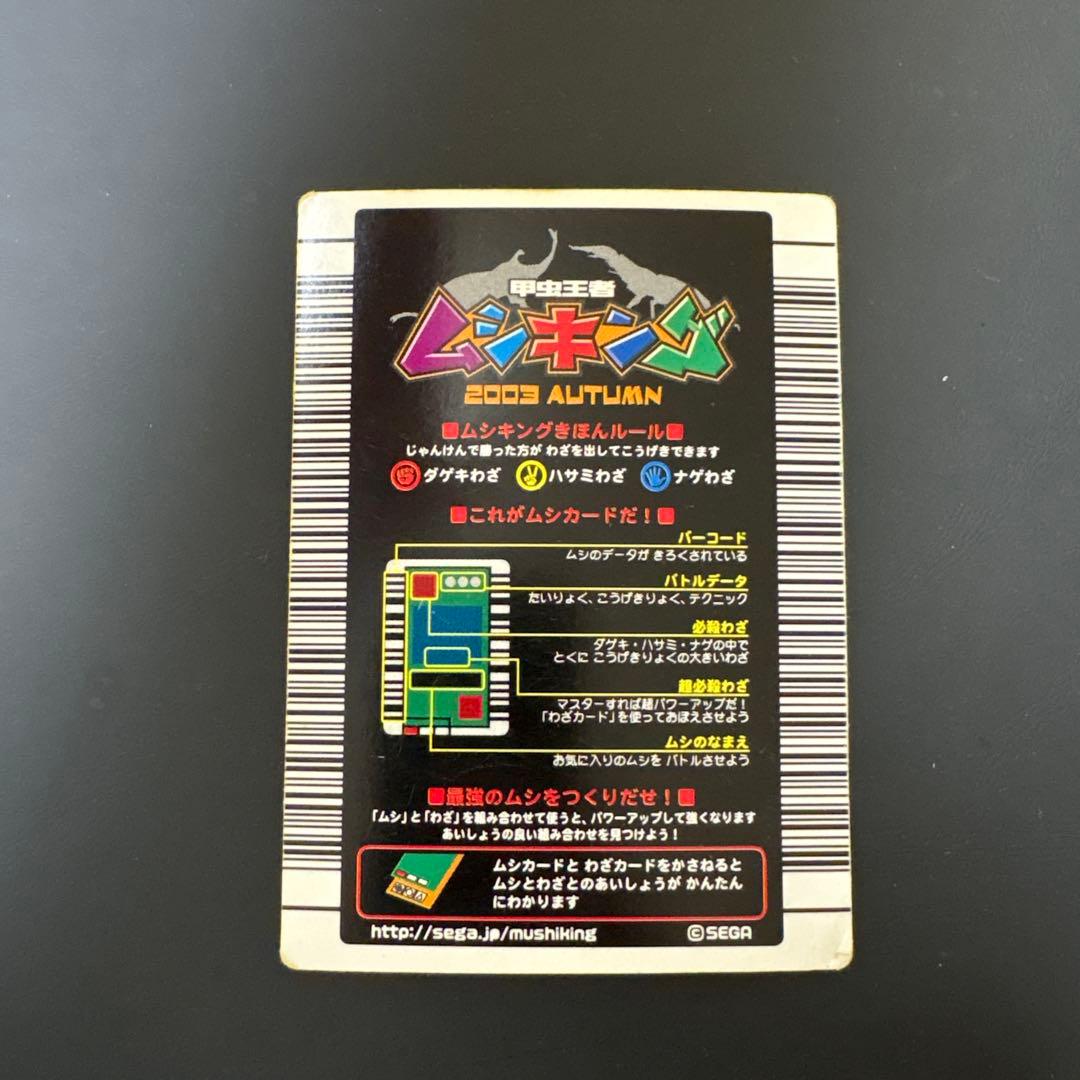 甲虫王者
ムシキング
2003 AUTUMN
ムシキングきほんルール
じゃんけんで勝った方が わざを出してこうげきできます
ダゲキわざ ハサミわざ ナゲわざ
これがムシカードだ！
バーコード
ムシのデータが きろくされている
バトルデータ
たいりょく、こうげきりょく、テクニック
必殺わざ
ダゲキ・ハサミ・ナゲの中で
とくに こうげきりょくの大きいわざ
超必殺わざ
マスターすれば超パワーアップだ！
「わざカード」を使っておぼえさせよう
ムシのなまえ
お気に入りのムシを バトルさせよう
最強のムシをつくりだせ！
「ムシ」と「わざ」を組み合わせて使うと、パワーアップして強くなります
あいしょうの良い組み合わせを見つけよう！
ムシカードと わざカードをかさねると
ムシとわざとのあいしょうが かんたん
にわかります
http://sega.jp/mushiking ©SEGA